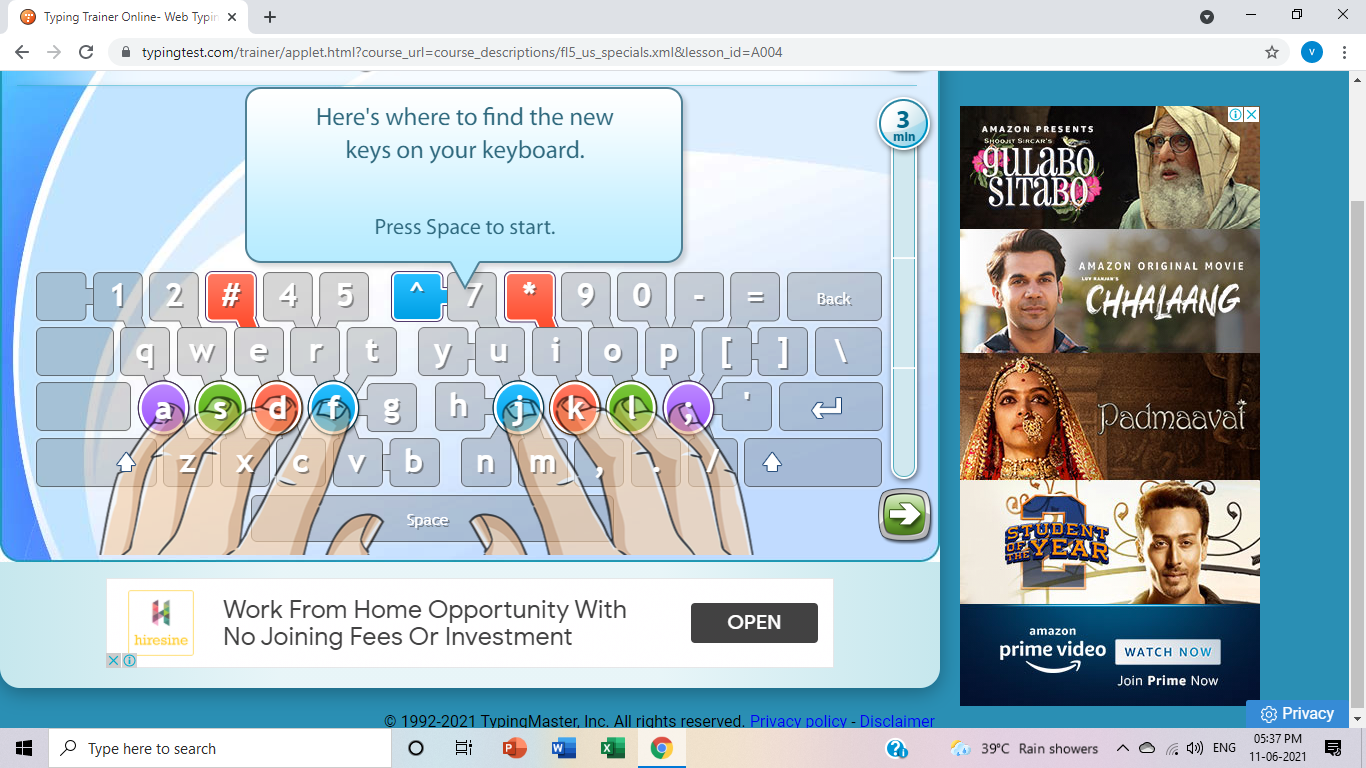 Typing Trainer Online- Web Typin
typingtest.com/trainer/applet.html?course_url=course_descriptions/fl5_us_specials.xml&lesson_id=A004
v
Here's where to find the new
keys on your keyboard.
Press Space to start.
3
min
1 2 # 4 5 ^ 7 * 9 0 - = Back
q w e r t y u i o p [ ] \
a s d f g h j k l ; '
z x c v b n m , . /
Space
AMAZON PRESENTS
SHOOJIT SIRCAR'S
GULABO
SITABO
AMAZON ORIGINAL MOVIE
LUV RANJAN'S
CHHALAANG
Padmaavat
STUDENT
OF THE YEAR
2
amazon
prime video
WATCH NOW
Join Prime Now
hiresine
Work From Home Opportunity With
No Joining Fees Or Investment
OPEN
© 1992-2021 TypingMaster, Inc. All rights reserved. Privacy policy - Disclaimer
Privacy
Type here to search
39°C Rain showers
ENG
05:37 PM
11-06-2021